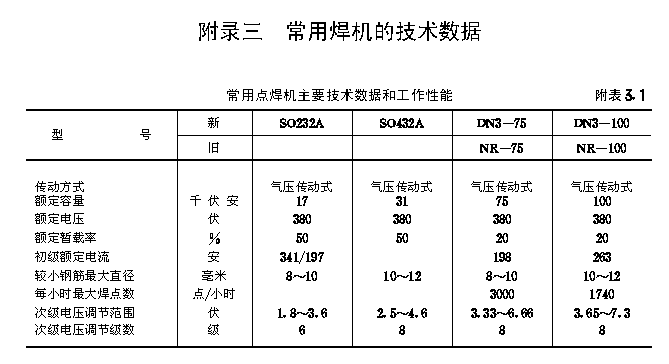 附录三 常用焊机的技术数据
常用点焊机主要技术数据和工作性能 附表3.1
型 号 新 SO232A SO432A DN3—75 DN3—100
旧 NR—75 NR—100
传动方式 气压传动式 气压传动式 气压传动式 气压传动式
额定容量 千伏安 17 31 75 100
额定电压 伏 380 380 380 380
额定暂载率 % 50 50 20 20
初级额定电流 安 341/197 198 263
较小钢筋最大直径 毫米 8~10 10~12 8~10 10~12
每小时最大焊点数 点/小时 3000 1740
次级电压调节范围 伏 1.8~3.6 2.5~4.6 3.33~6.66 3.65~7.3
次级电压调节级数 级 6 8 8 8